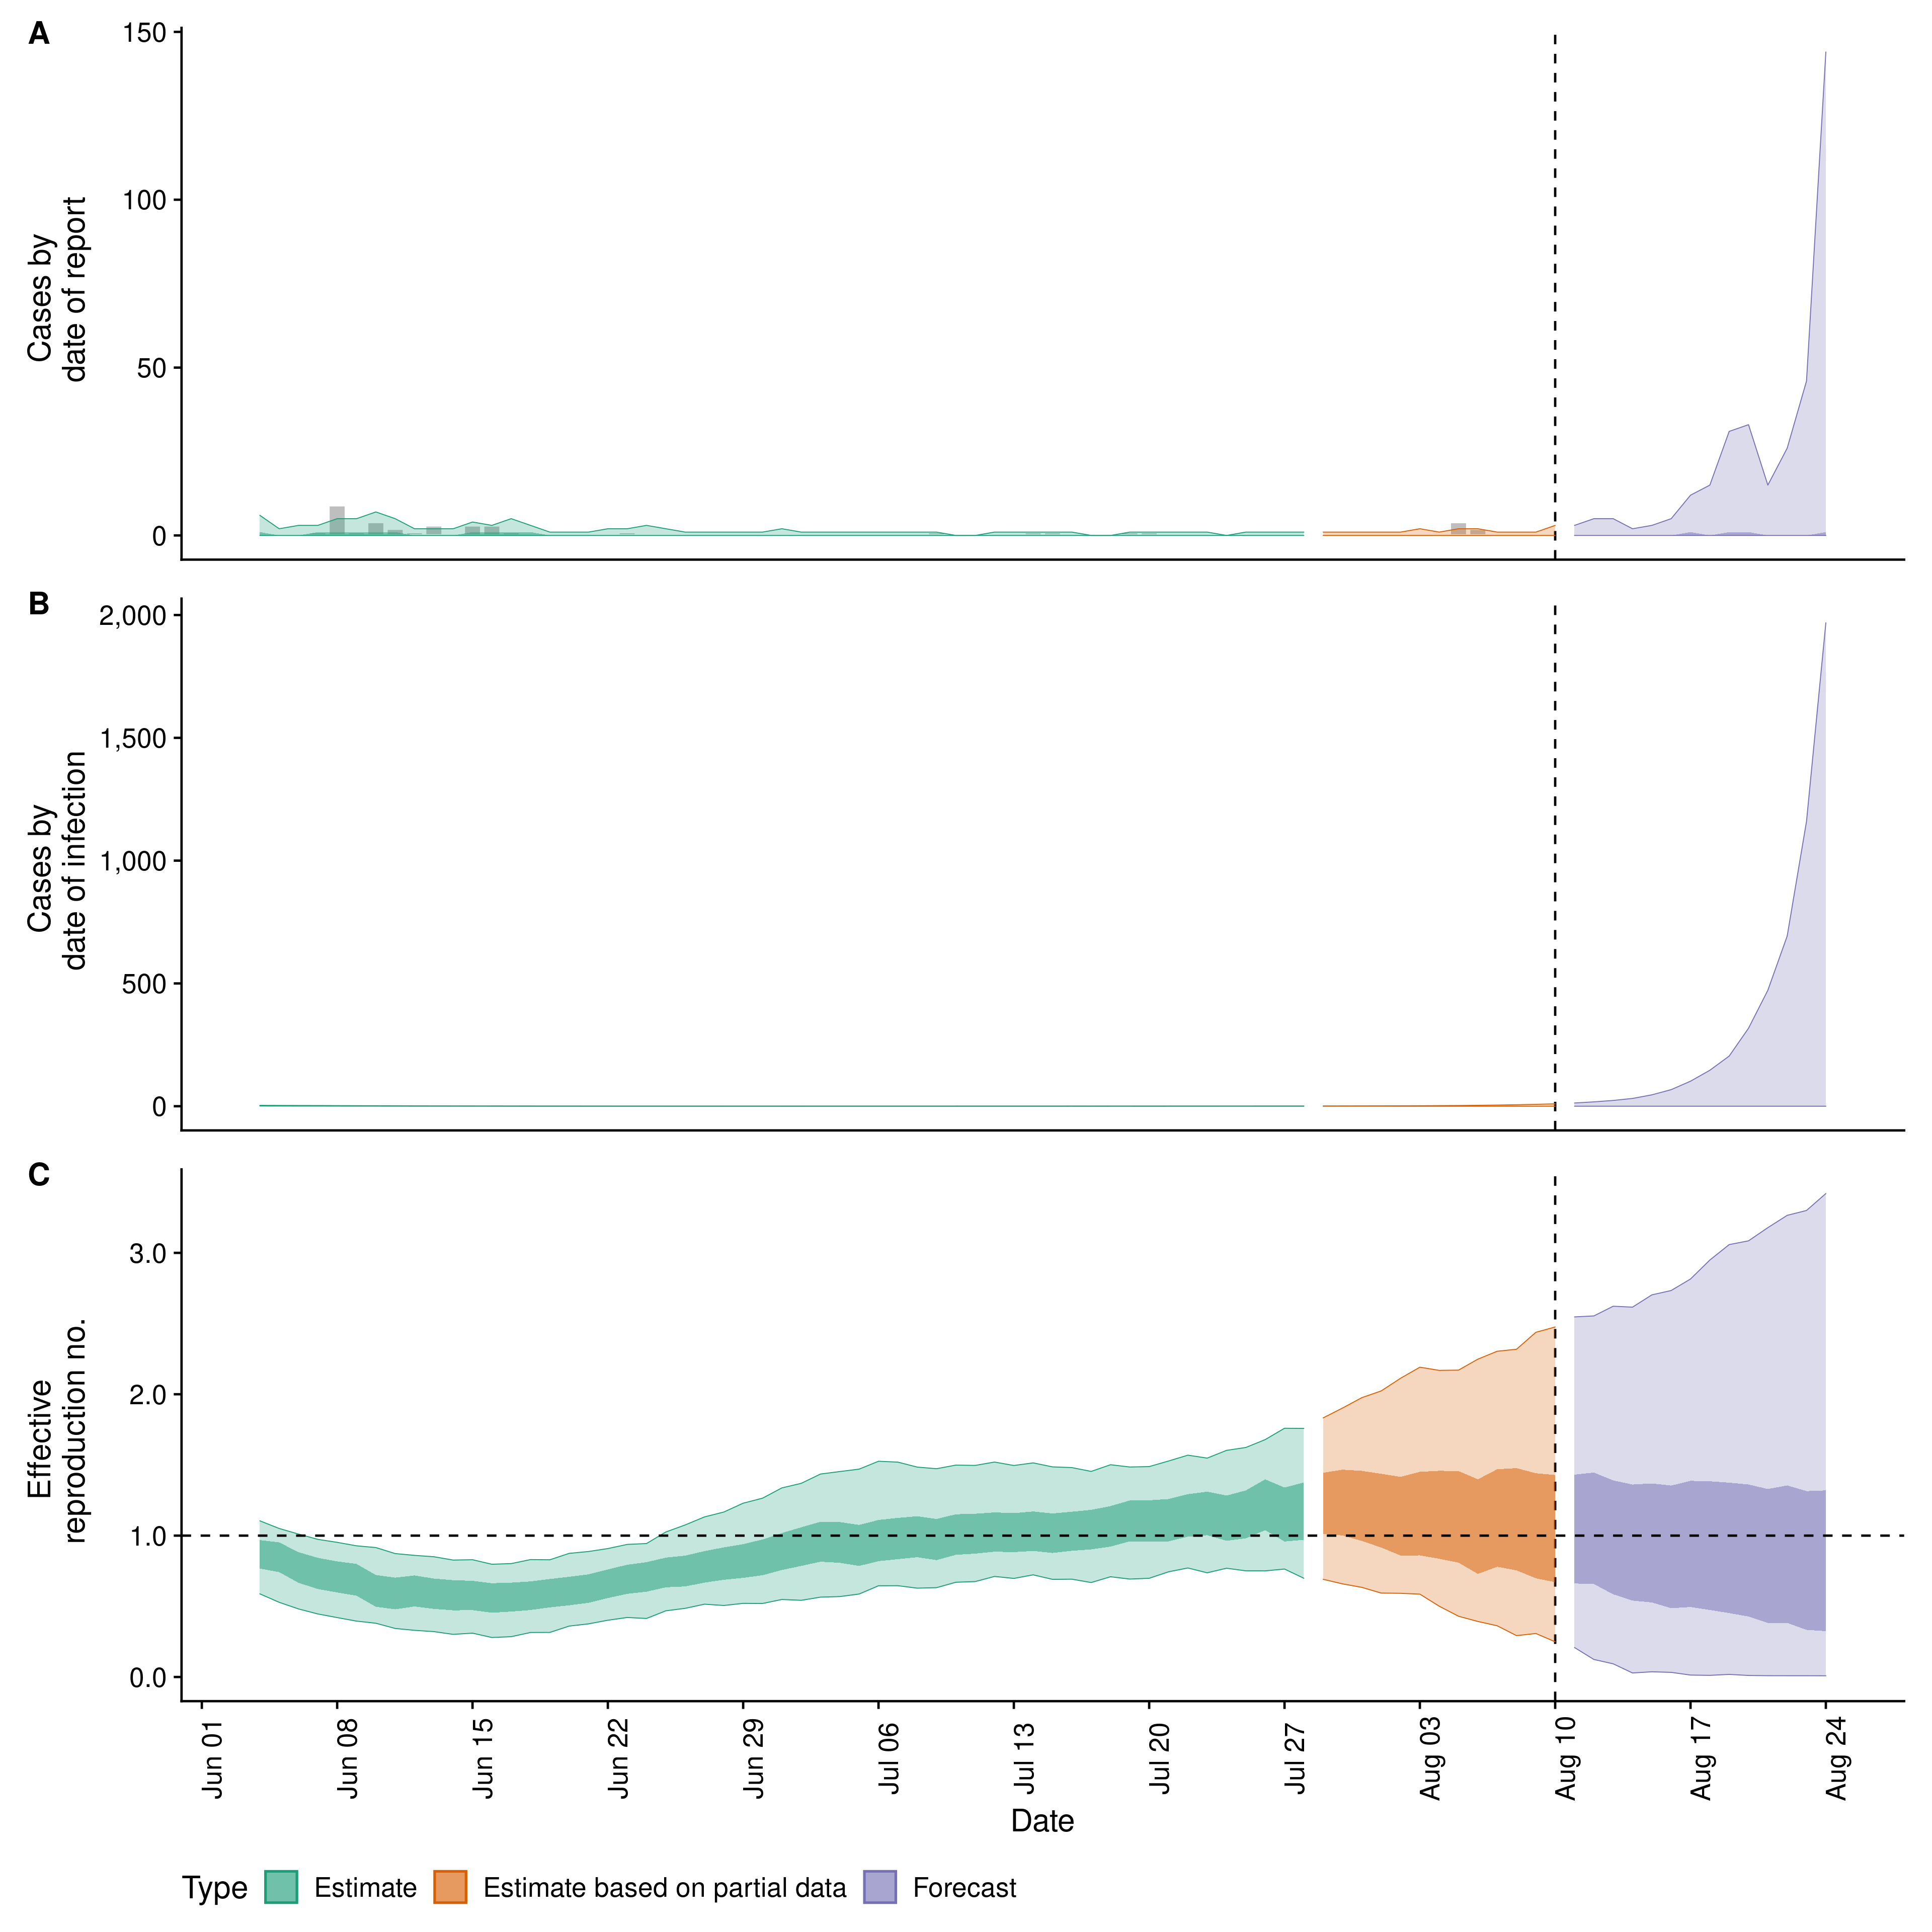 A
150
100
50
0
Cases by
date of report
B
2,000
1,500
1,000
500
0
Cases by
date of infection
C
3.0
2.0
1.0
0.0
Effective
reproduction no.
Jun 01
Jun 08
Jun 15
Jun 22
Jun 29
Jul 06
Jul 13
Jul 20
Jul 27
Aug 03
Aug 10
Aug 17
Aug 24
Date
Type Estimate Estimate based on partial data Forecast